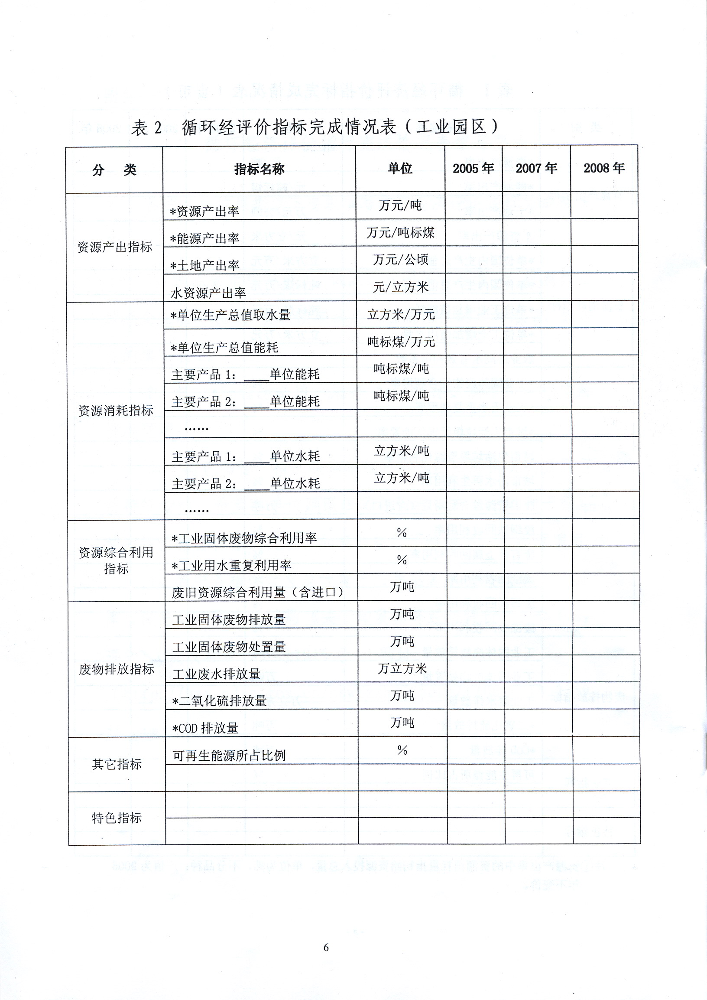 表 2 循环经评价指标完成情况表（工业园区）
分 类 指标名称 单位 2005 年 2007 年 2008 年
资源产出指标
*资源产出率 万元/吨
*能源产出率 万元/吨标煤
*土地产出率 万元/公顷
水资源产出率 元/立方米
资源消耗指标
*单位生产总值取水量 立方米/万元
*单位生产总值能耗 吨标煤/万元
主要产品 1：____单位能耗 吨标煤/吨
主要产品 2：____单位能耗 吨标煤/吨
……
主要产品 1：____单位水耗 立方米/吨
主要产品 2：____单位水耗 立方米/吨
……
资源综合利用
指标
*工业固体废物综合利用率 %
*工业用水重复利用率 %
废旧资源综合利用量（含进口） 万吨
废物排放指标
工业固体废物排放量 万吨
工业固体废物处置量 万吨
工业废水排放量 万立方米
*二氧化硫排放量 万吨
*COD 排放量 万吨
其它指标
可再生能源所占比例 %
特色指标
6